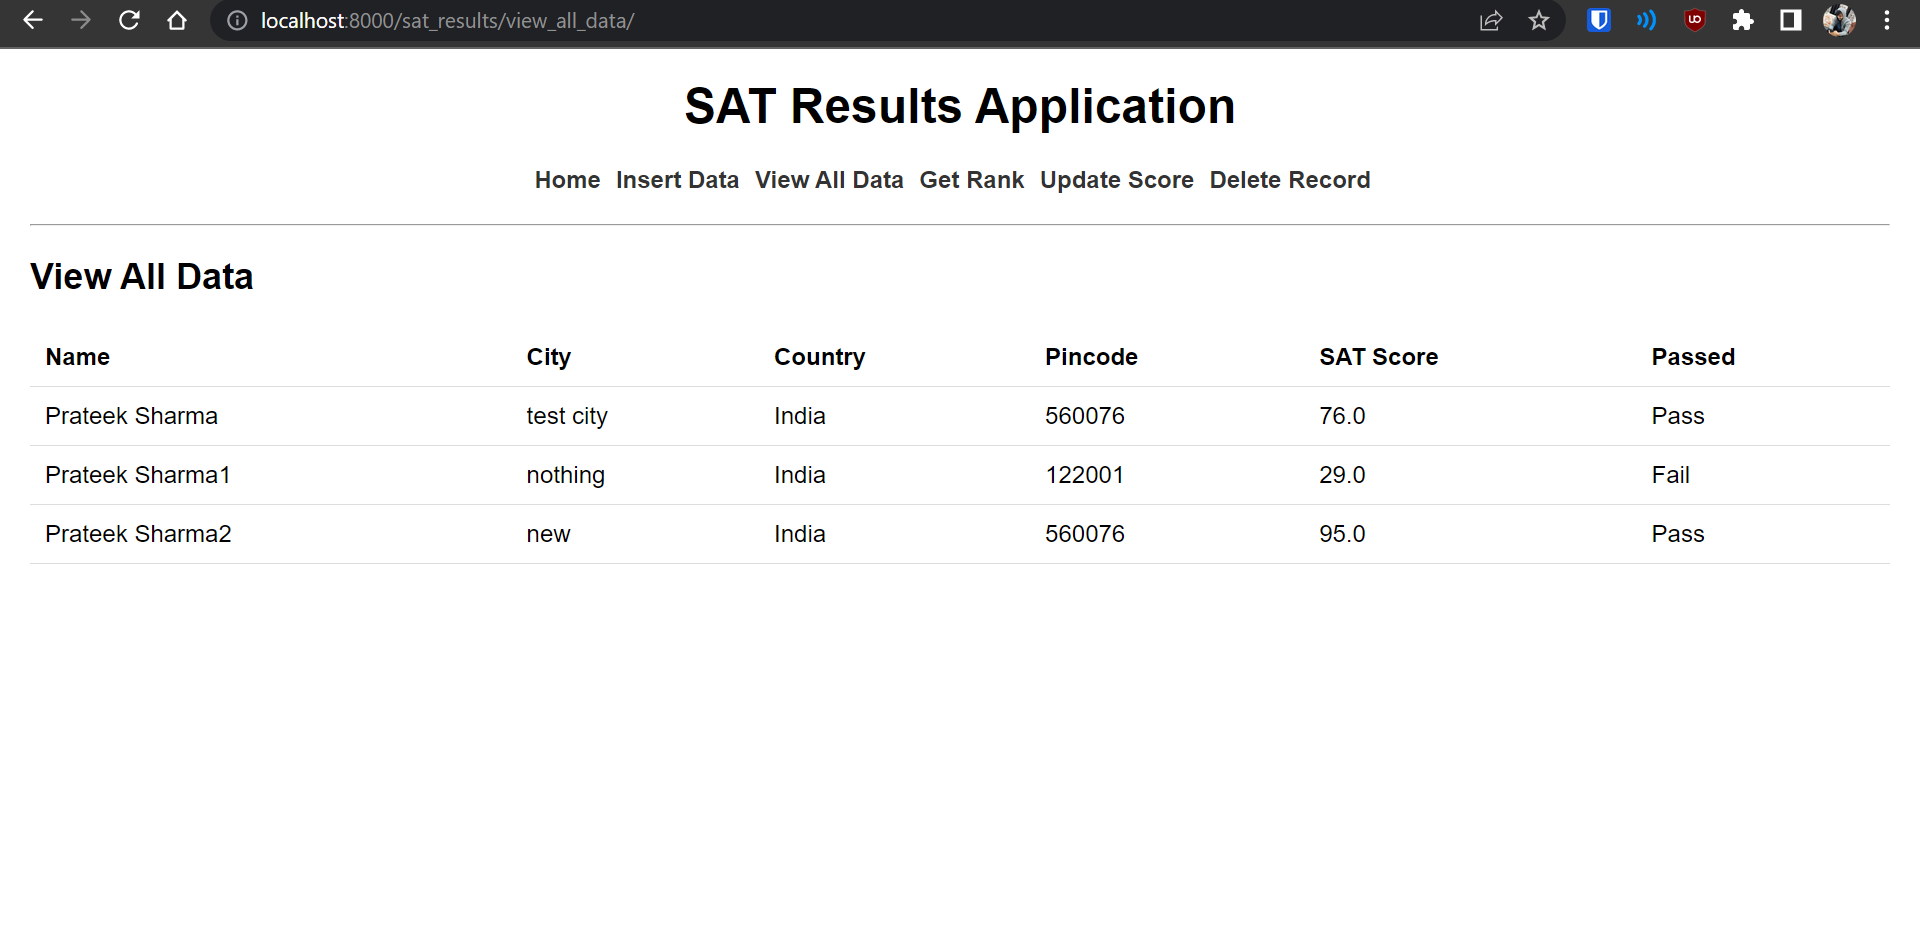 localhost:8000/sat_results/view_all_data/
SAT Results Application
Home Insert Data View All Data Get Rank Update Score Delete Record
View All Data
Name City Country Pincode SAT Score Passed
Prateek Sharma test city India 560076 76.0 Pass
Prateek Sharma1 nothing India 122001 29.0 Fail
Prateek Sharma2 new India 560076 95.0 Pass